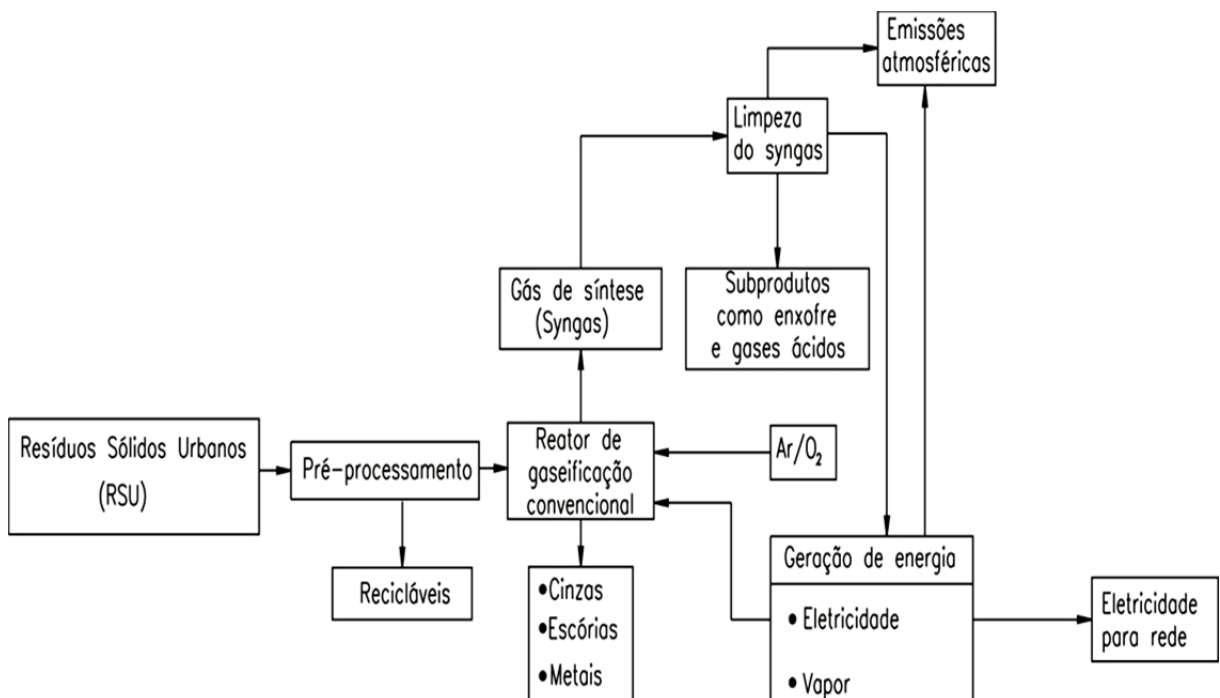 Emissões
atmosféricas
Limpeza
do syngas
Gás de síntese
(Syngas)
Subprodutos
como enxofre
e gases ácidos
Resíduos Sólidos Urbanos
(RSU)
Pré-processamento
Reator de
gaseificação
convencional
Ar/O₂
Recicláveis
•Cinzas
•Escórias
•Metais
Geração de energia
• Eletricidade
• Vapor
Eletricidade
para rede